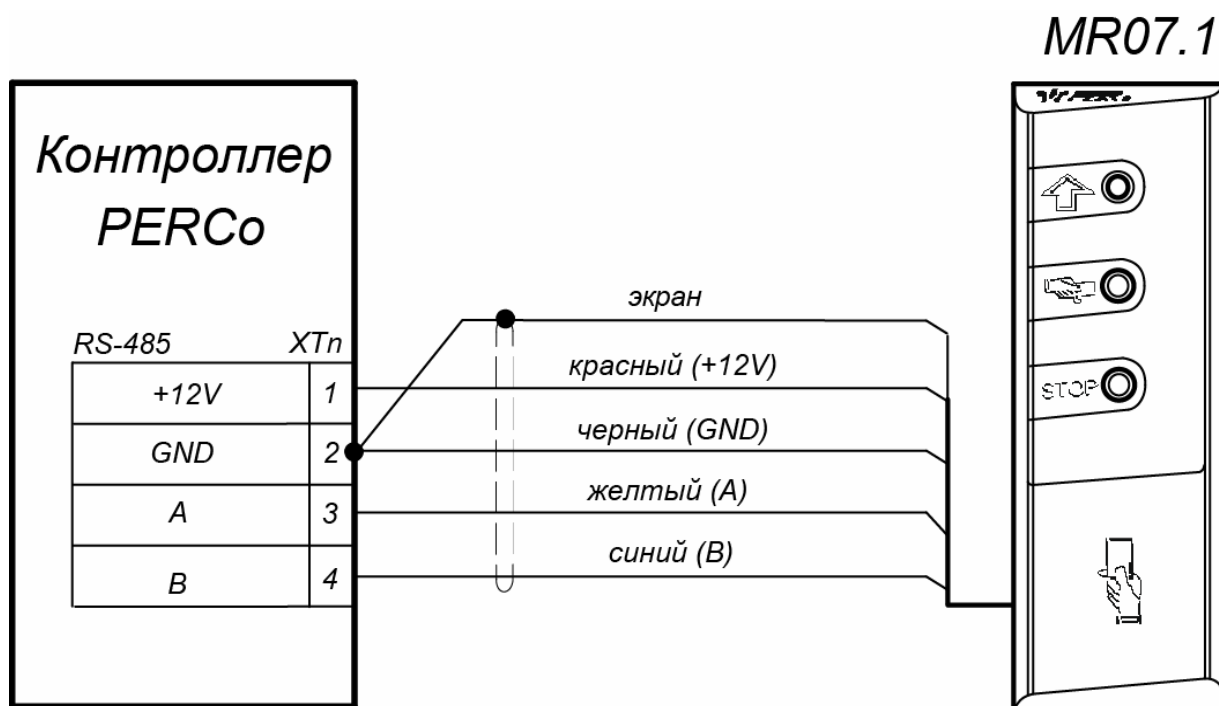 MR07.1
Контроллер
PERCo
RS-485 XTn
+12V 1
GND 2
A 3
B 4
экран
красный (+12V)
черный (GND)
желтый (A)
синий (B)
STOP